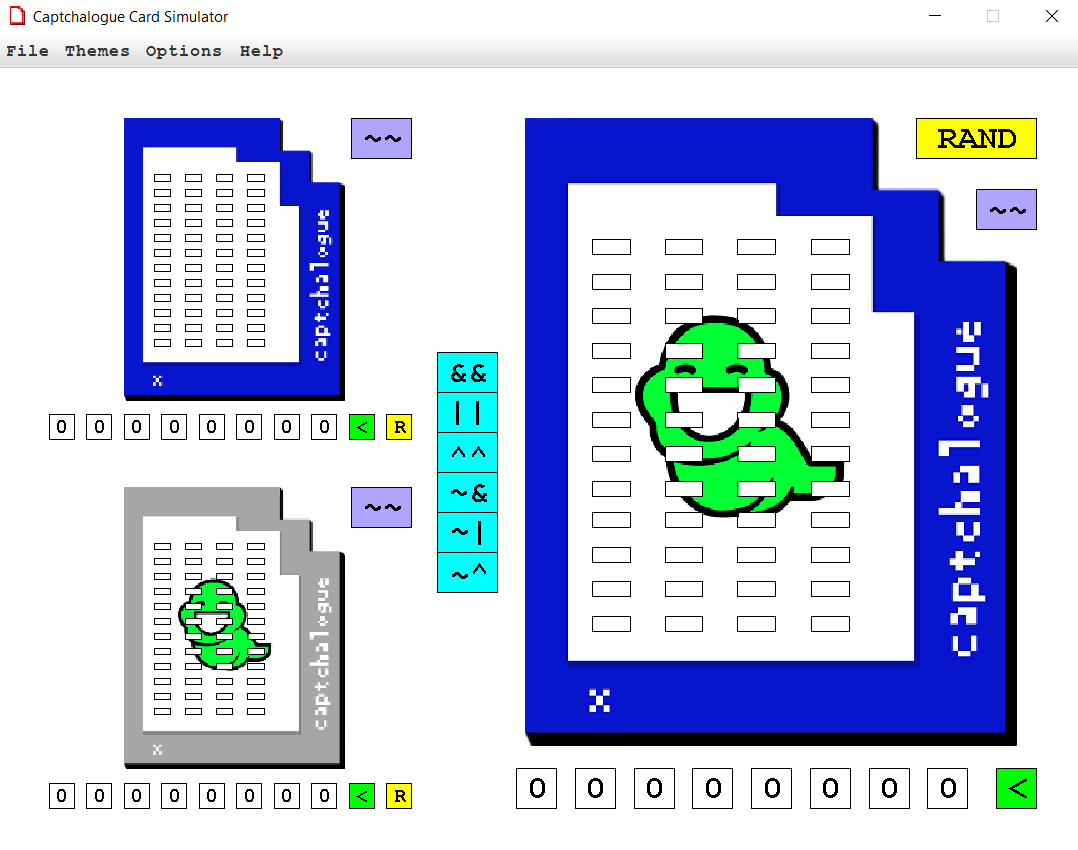 Captchalogue Card Simulator
File Themes Options Help
~~
captchalogue
x
0 0 0 0 0 0 0 0 < R
~~
captchalogue
x
0 0 0 0 0 0 0 0 < R
&&
||
^^
~&
~|
~^
RAND
~~
captchalogue
x
0 0 0 0 0 0 0 0 <